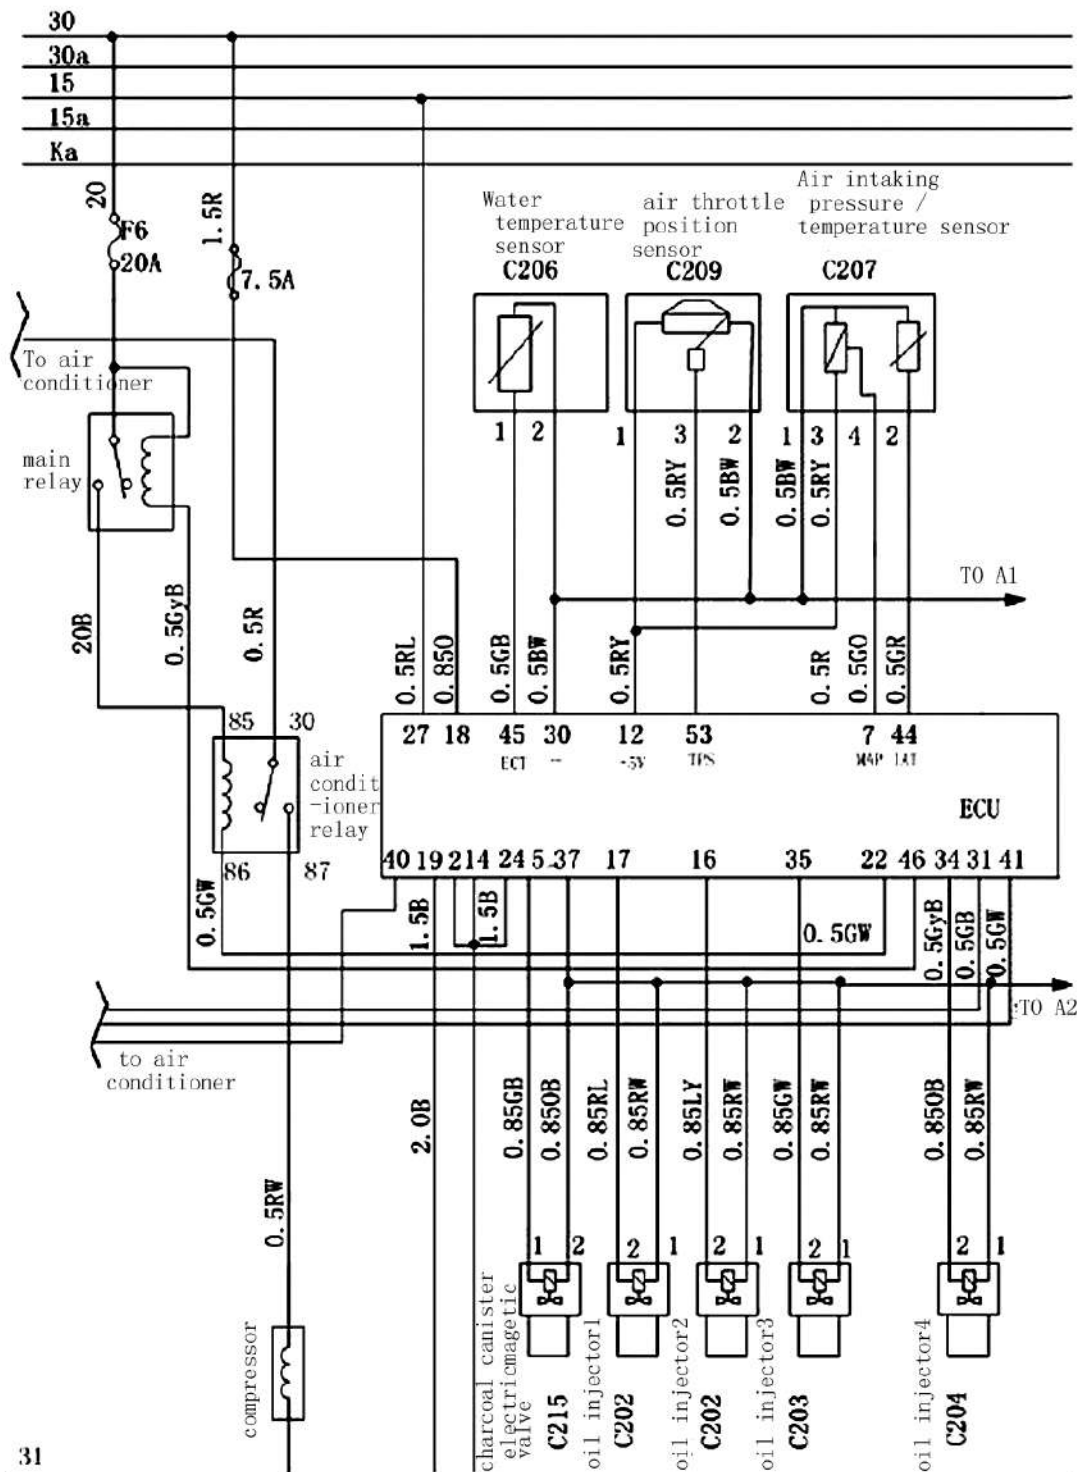 30
30a
15
15a
Ka
20
F6
20A
1.5R
7.5A
Water
temperature
sensor
C206
air throttle
position
sensor
C209
Air intaking
pressure /
temperature sensor
C207
To air
conditioner
main
relay
1 2
1 3 2
1 3 4 2
0.5RY
0.5BW
0.5BW
0.5RY
TO A1
20B
0.5GyB
0.5R
0.5RL
0.85O
0.5GB
0.5BW
0.5RY
0.5R
0.5GO
0.5GR
85 30
27 18 45 30 12 53 7 44
ECT - -5V TPS MAP IAT
air
condit
-ioner
relay
ECU
86 87
40 19 2 14 24 5 37 17 16 35 22 46 34 31 41
0.5GW
1.5B
1.5B
0.5GW
0.5GyB
0.5GB
0.5GW
TO A2
to air
conditioner
2.0B
0.85GB
0.85OB
0.85RL
0.85RW
0.85LY
0.85RW
0.85GW
0.85RW
0.85OB
0.85RW
0.5RW
1 2
2 1
2 1
2 1
2 1
compressor
charcoal canister
electricmagetic
valve
C215
oil injector1
C202
oil injector2
C202
oil injector3
C203
oil injector4
C204
31